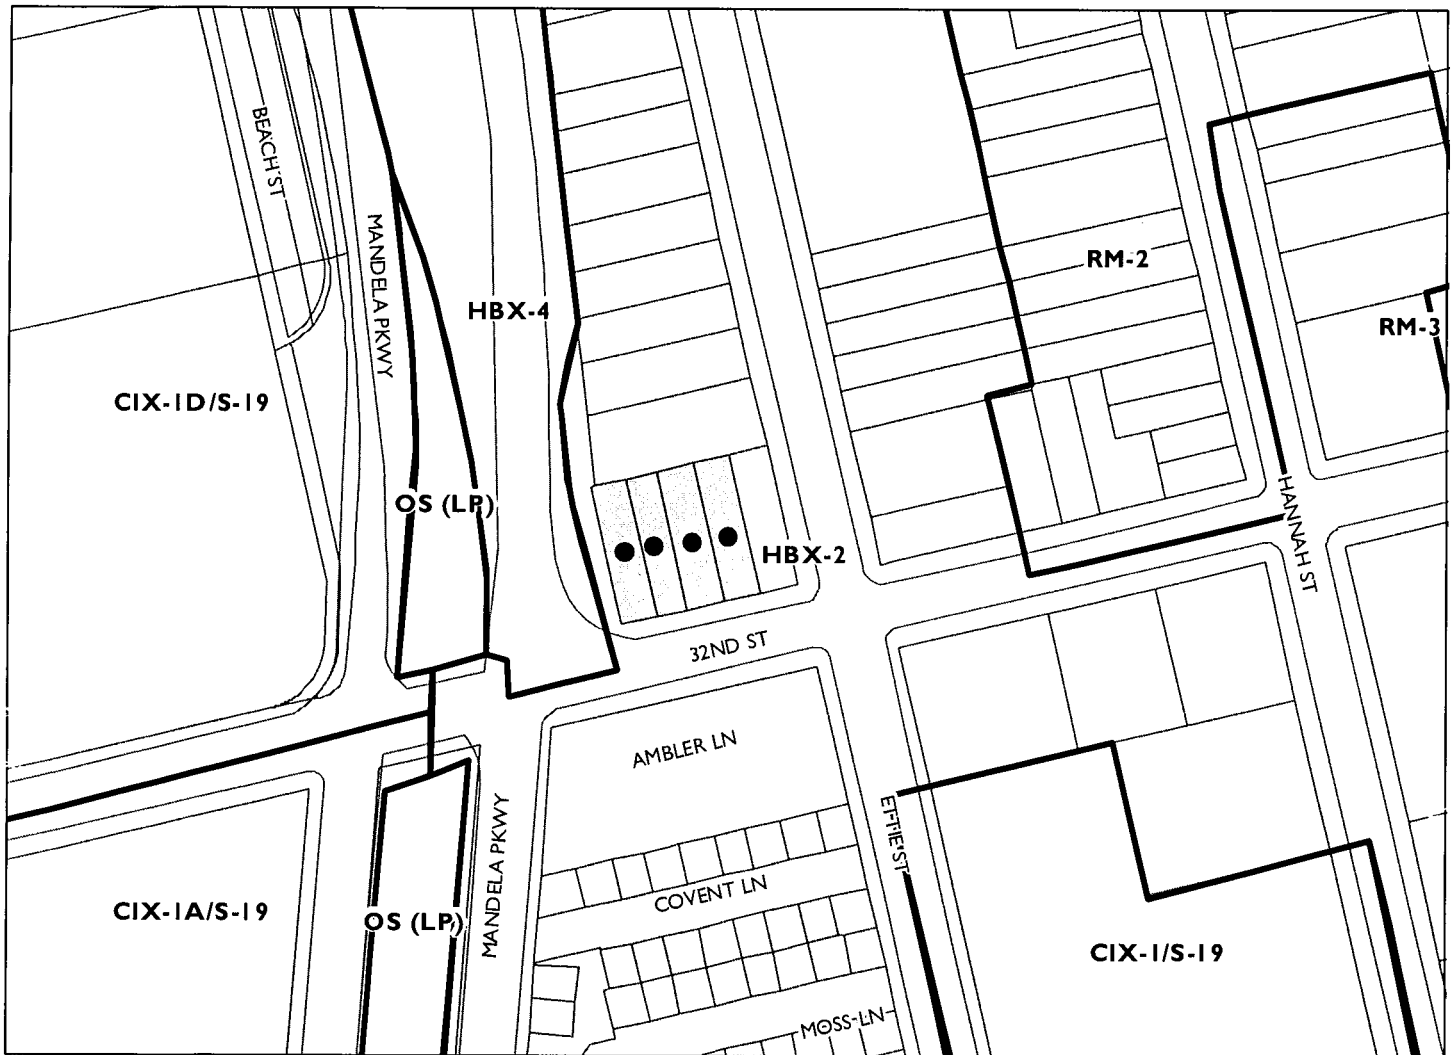 BEACH ST
MANDELA PKWY
HBX-4
RM-2
RM-3
CIX-1D/S-19
OS (LP)
HANNAH ST
HBX-2
32ND ST
AMBLER LN
MANDELA PKWY
ETTIE ST
COVENT LN
CIX-1A/S-19
OS (LP)
CIX-1/S-19
MOSS LN